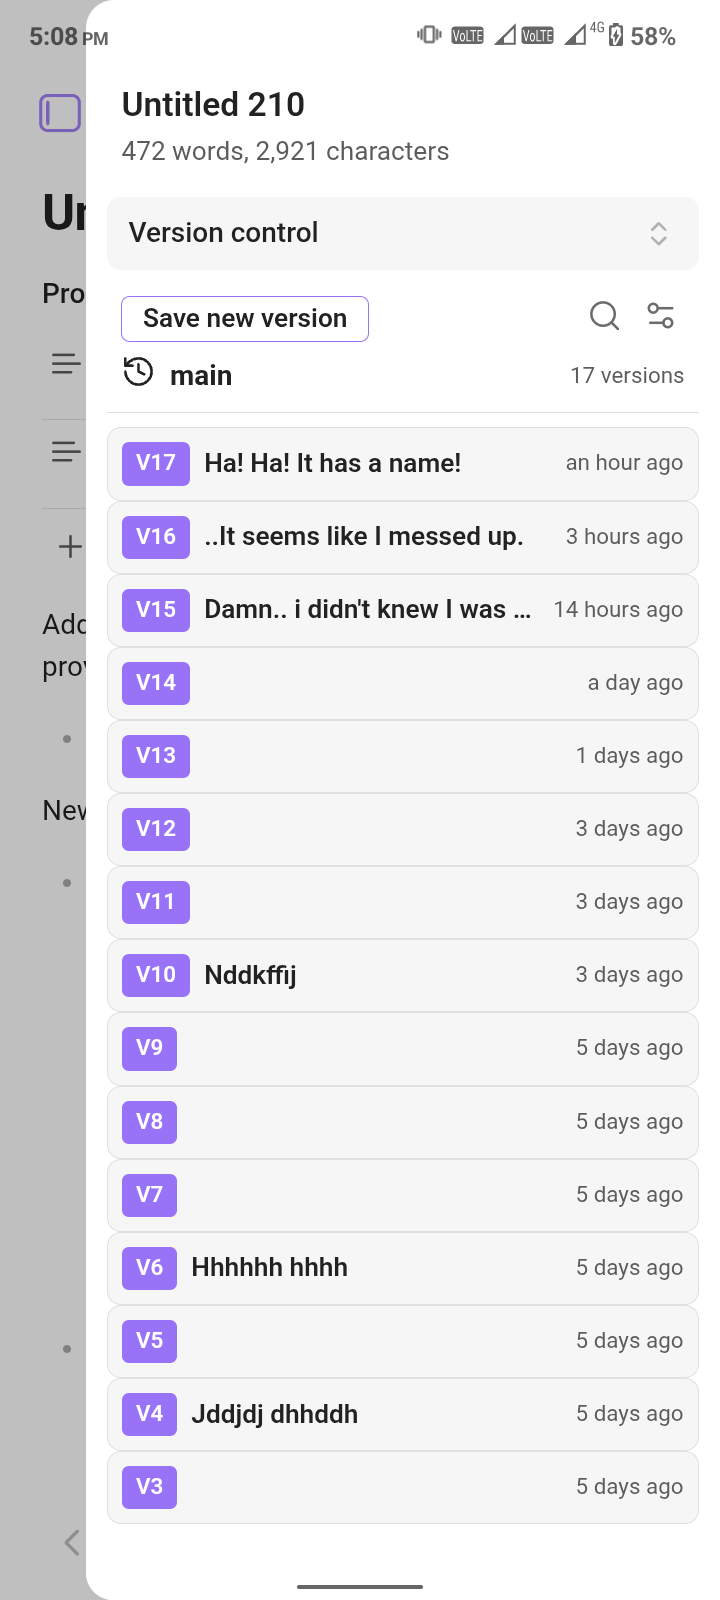 5:08 PM
VoLTE VoLTE 4G 58%
Untitled 210
472 words, 2,921 characters
Version control
Save new version
main 17 versions
V17 Ha! Ha! It has a name! an hour ago
V16 ..It seems like I messed up. 3 hours ago
V15 Damn.. i didn't knew I was ... 14 hours ago
V14 a day ago
V13 1 days ago
V12 3 days ago
V11 3 days ago
V10 Nddkffij 3 days ago
V9 5 days ago
V8 5 days ago
V7 5 days ago
V6 Hhhhhh hhhh 5 days ago
V5 5 days ago
V4 Jddjdj dhhddh 5 days ago
V3 5 days ago